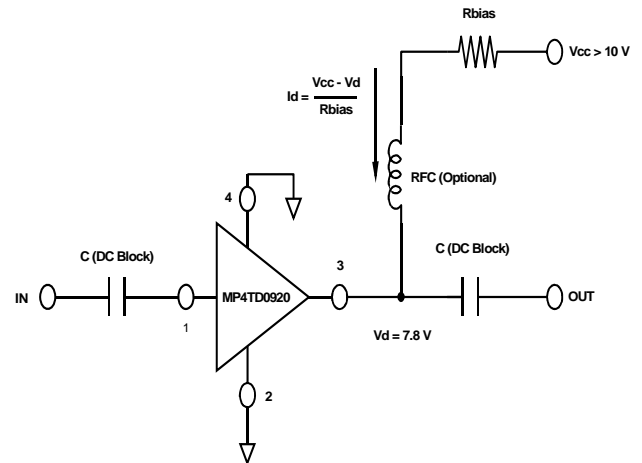 Rbias
Vcc > 10 V
Id = Vcc - Vd
Rbias
RFC (Optional)
4
C (DC Block)
3
C (DC Block)
IN
MP4TD0920
OUT
1
Vd = 7.8 V
2